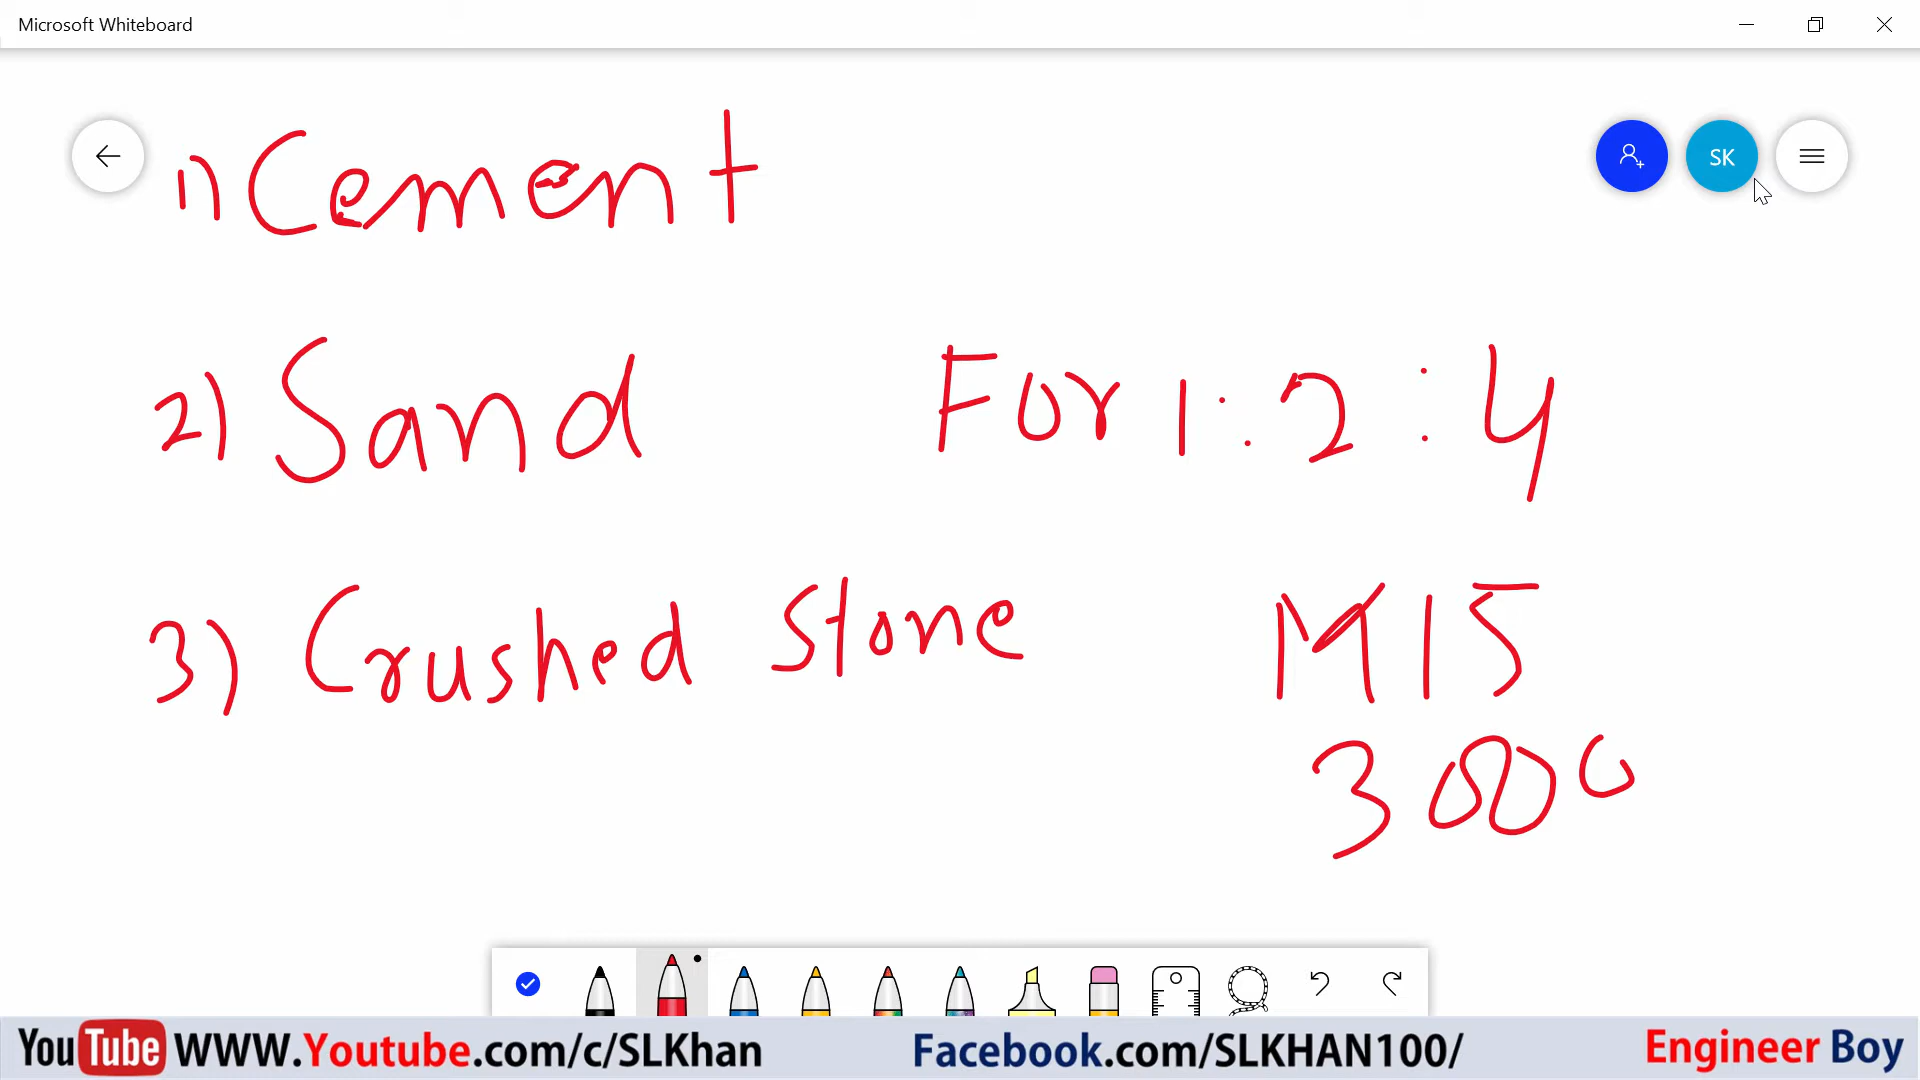 Microsoft Whiteboard
1) Cement
SK
2) Sand For 1 : 2 : 4
3) Crushed Stone M15
3000
YouTube WWW.Youtube.com/c/SLKhan Facebook.com/SLKHAN100/ Engineer Boy